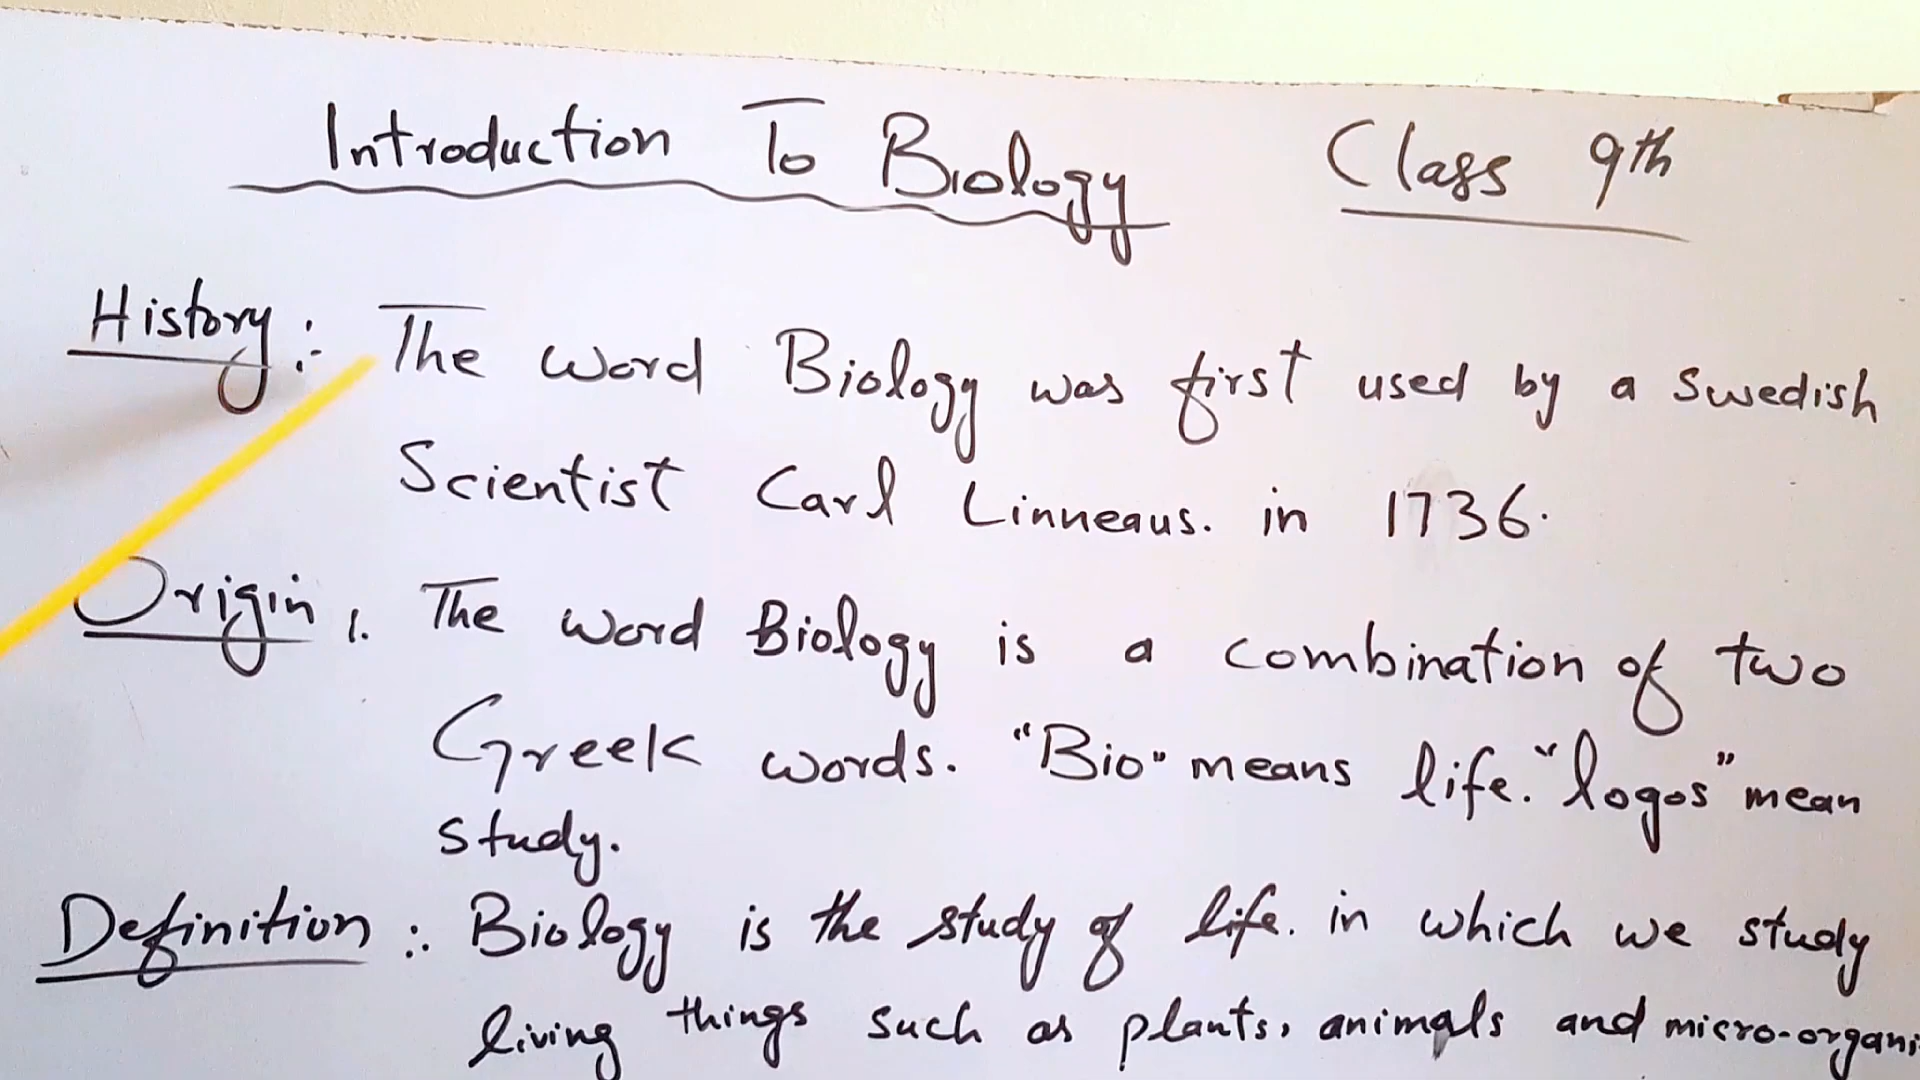 Introduction To Biology Class 9th
History :- The word Biology was first used by a Swedish
Scientist Carl Linneaus. in 1736.
Origin 1. The word Biology is a combination of two
Greek words. "Bio" means life. "logos" mean
study.
Definition :. Biology is the study of life. in which we study
living things such as plants, animals and micro-organi